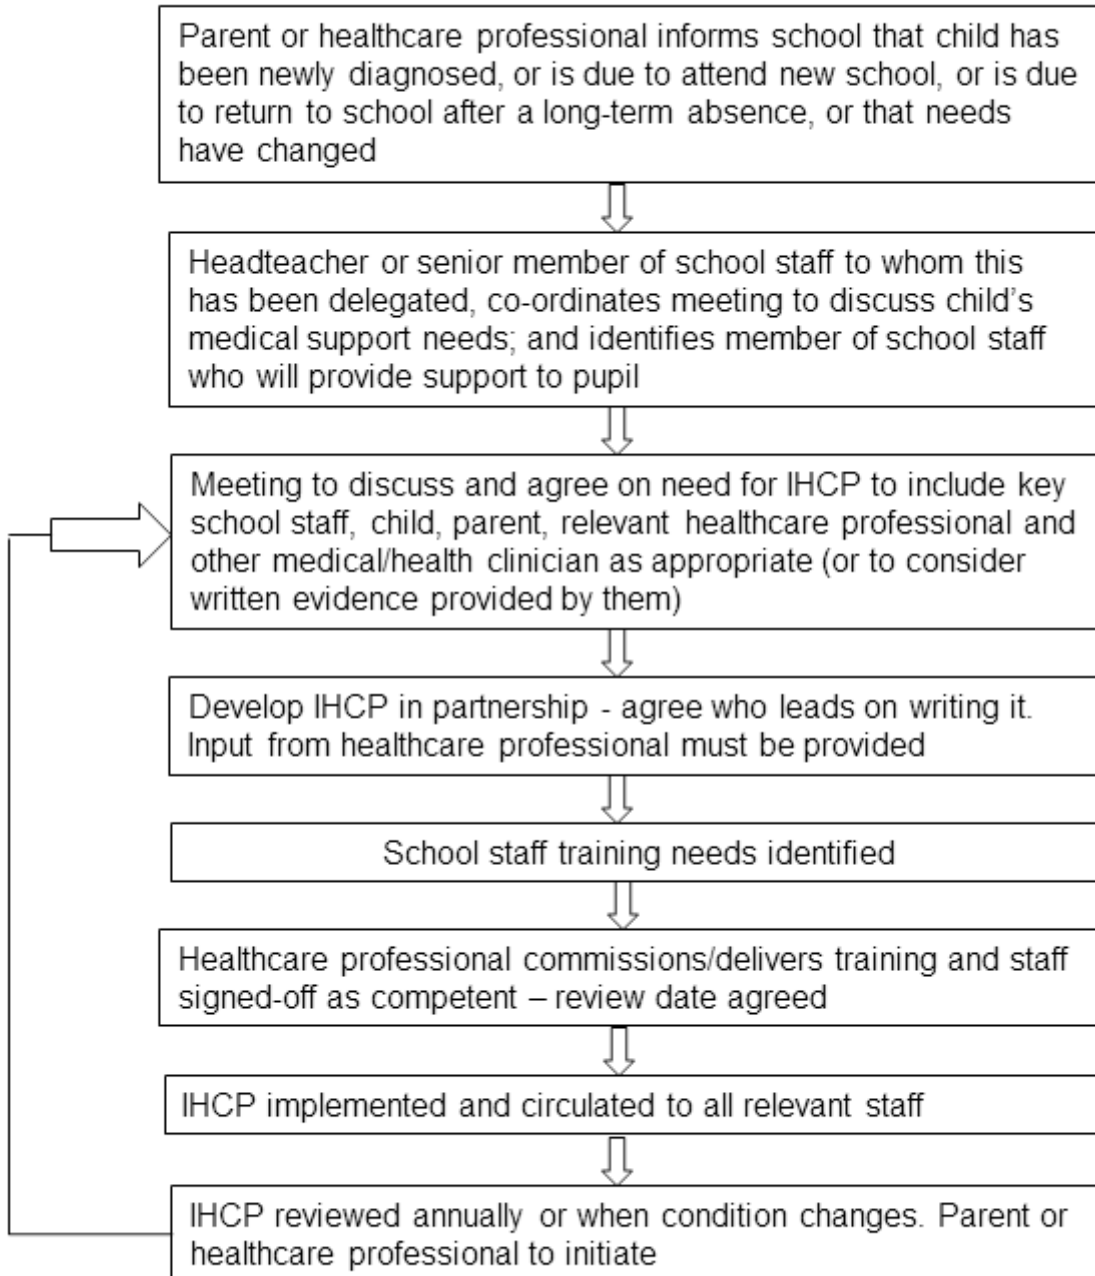 Parent or healthcare professional informs school that child has
been newly diagnosed, or is due to attend new school, or is due
to return to school after a long-term absence, or that needs
have changed
Headteacher or senior member of school staff to whom this
has been delegated, co-ordinates meeting to discuss child's
medical support needs; and identifies member of school staff
who will provide support to pupil
Meeting to discuss and agree on need for IHCP to include key
school staff, child, parent, relevant healthcare professional and
other medical/health clinician as appropriate (or to consider
written evidence provided by them)
Develop IHCP in partnership - agree who leads on writing it.
Input from healthcare professional must be provided
School staff training needs identified
Healthcare professional commissions/delivers training and staff
signed-off as competent – review date agreed
IHCP implemented and circulated to all relevant staff
IHCP reviewed annually or when condition changes. Parent or
healthcare professional to initiate